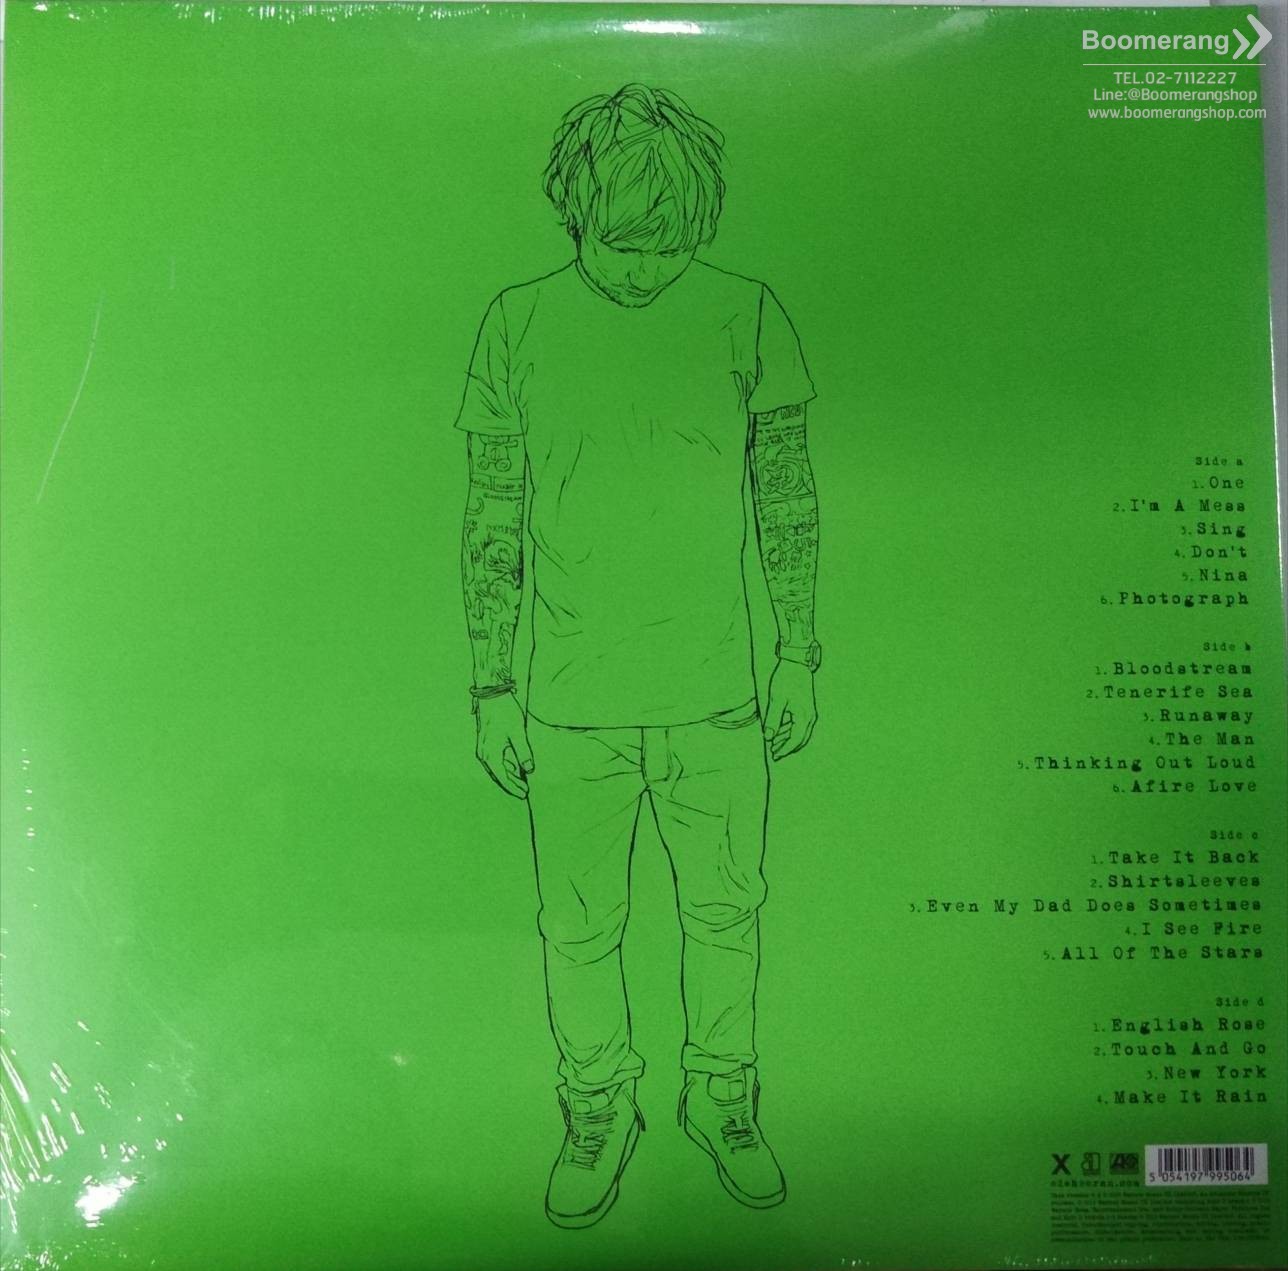 Boomerang
TEL.02-7112227
Line:@Boomerangshop
www.boomerangshop.com
Side a
1.One
2.I'm A Mess
3.Sing
4.Don't
5.Nina
6.Photograph
Side b
1.Bloodstream
2.Tenerife Sea
3.Runaway
4.The Man
5.Thinking Out Loud
6.Afire Love
Side c
1.Take It Back
2.Shirtsleeves
3.Even My Dad Does Sometimes
4.I See Fire
5.All Of The Stars
Side d
1.English Rose
2.Touch And Go
3.New York
4.Make It Rain
X
5 054197 995064